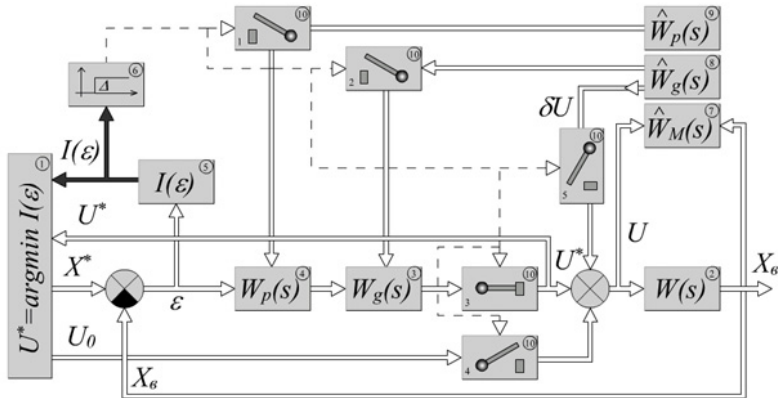 ⑩
1
⑨
Ŵp(s)
⑩
2
⑧
Ŵg(s)
⑥
Δ
δU
⑩
5
⑦
ŴM(s)
I(ε)
①
U*=argmin I(ε)
⑤
I(ε)
U*
X*
ε
④
Wp(s)
③
Wg(s)
⑩
3
U*
U
②
W(s)
Xв
U0
⑩
4
Xв